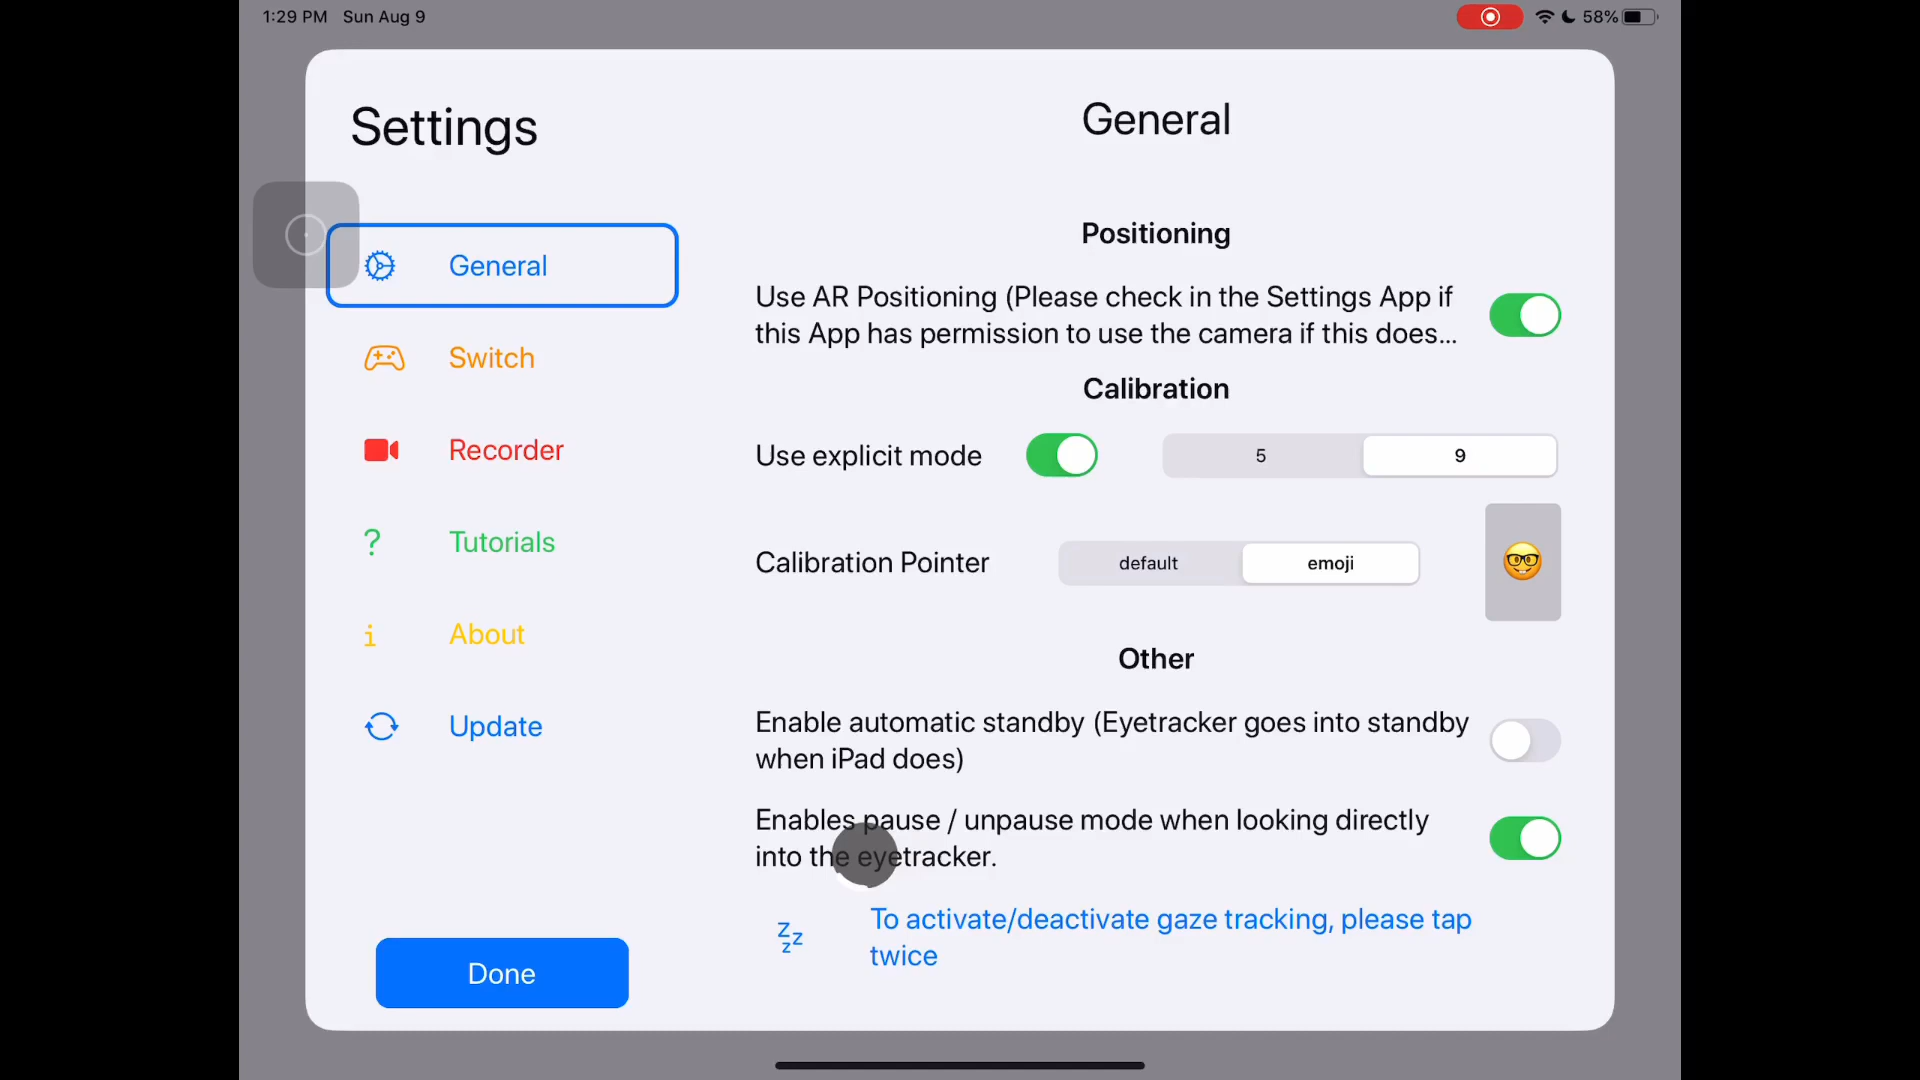 1:29 PM Sun Aug 9
58%
Settings
General
Switch
Recorder
? Tutorials
i About
Update
Done
General
Positioning
Use AR Positioning (Please check in the Settings App if
this App has permission to use the camera if this does...
Calibration
Use explicit mode
5 9
Calibration Pointer
default emoji
Other
Enable automatic standby (Eyetracker goes into standby
when iPad does)
Enables pause / unpause mode when looking directly
into the eyetracker.
zzz
To activate/deactivate gaze tracking, please tap
twice